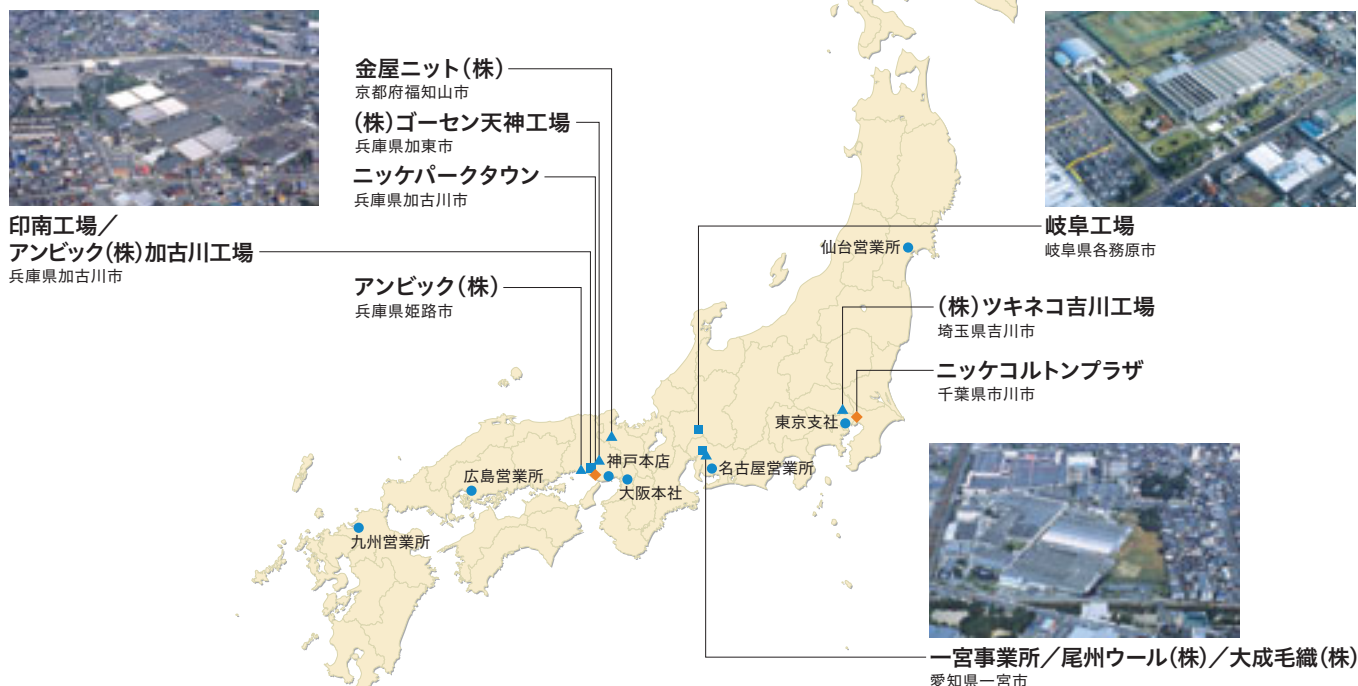 金屋ニット(株)
京都府福知山市
(株)ゴーセン天神工場
兵庫県加東市
ニッケパークタウン
兵庫県加古川市
印南工場／
アンビック(株)加古川工場
兵庫県加古川市
アンビック(株)
兵庫県姫路市
岐阜工場
岐阜県各務原市
仙台営業所
(株)ツキネコ吉川工場
埼玉県吉川市
ニッケコルトンプラザ
千葉県市川市
東京支社
神戸本店
名古屋営業所
広島営業所
大阪本社
九州営業所
一宮事業所／尾州ウール(株)／大成毛織(株)
愛知県一宮市